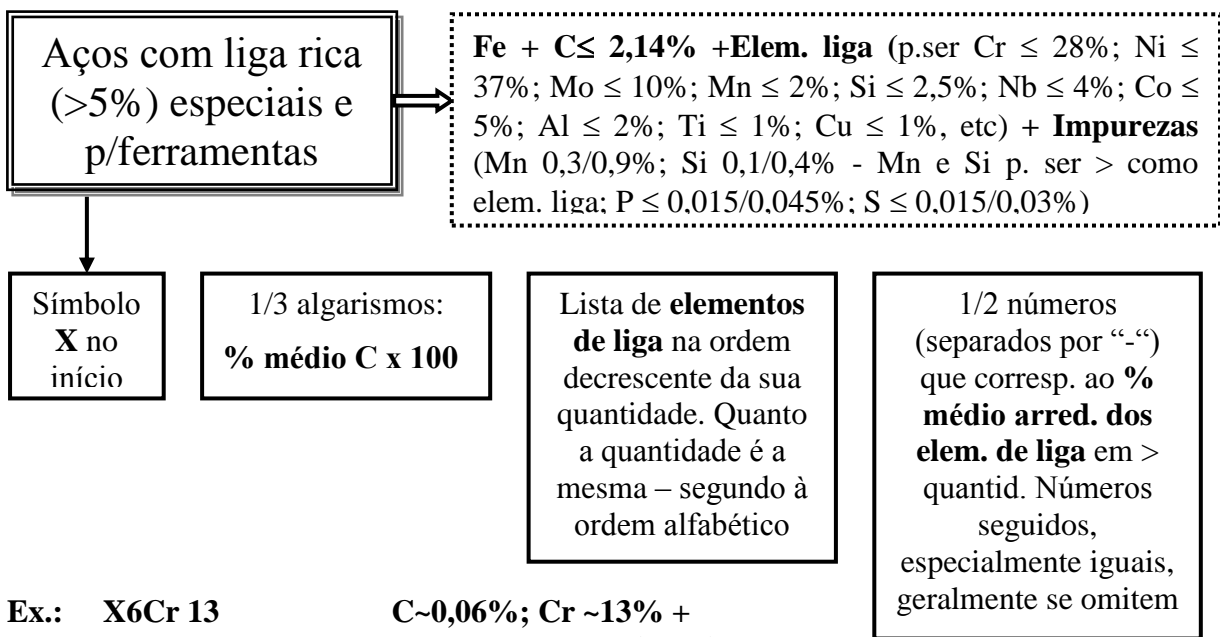 Aços com liga rica
(>5%) especiais e
p/ferramentas
Fe + C≤ 2,14% +Elem. liga (p.ser Cr ≤ 28%; Ni ≤
37%; Mo ≤ 10%; Mn ≤ 2%; Si ≤ 2,5%; Nb ≤ 4%; Co ≤
5%; Al ≤ 2%; Ti ≤ 1%; Cu ≤ 1%, etc) + Impurezas
(Mn 0,3/0,9%; Si 0,1/0,4% - Mn e Si p. ser > como
elem. liga; P ≤ 0,015/0,045%; S ≤ 0,015/0,03%)
Símbolo
X no
início
1/3 algarismos:
% médio C x 100
Lista de elementos
de liga na ordem
decrescente da sua
quantidade. Quanto
a quantidade é a
mesma – segundo à
ordem alfabético
1/2 números
(separados por “-“)
que corresp. ao %
médio arred. dos
elem. de liga em >
quantid. Números
seguidos,
especialmente iguais,
geralmente se omitem
Ex.: X6Cr 13 C~0,06%; Cr ~13% +